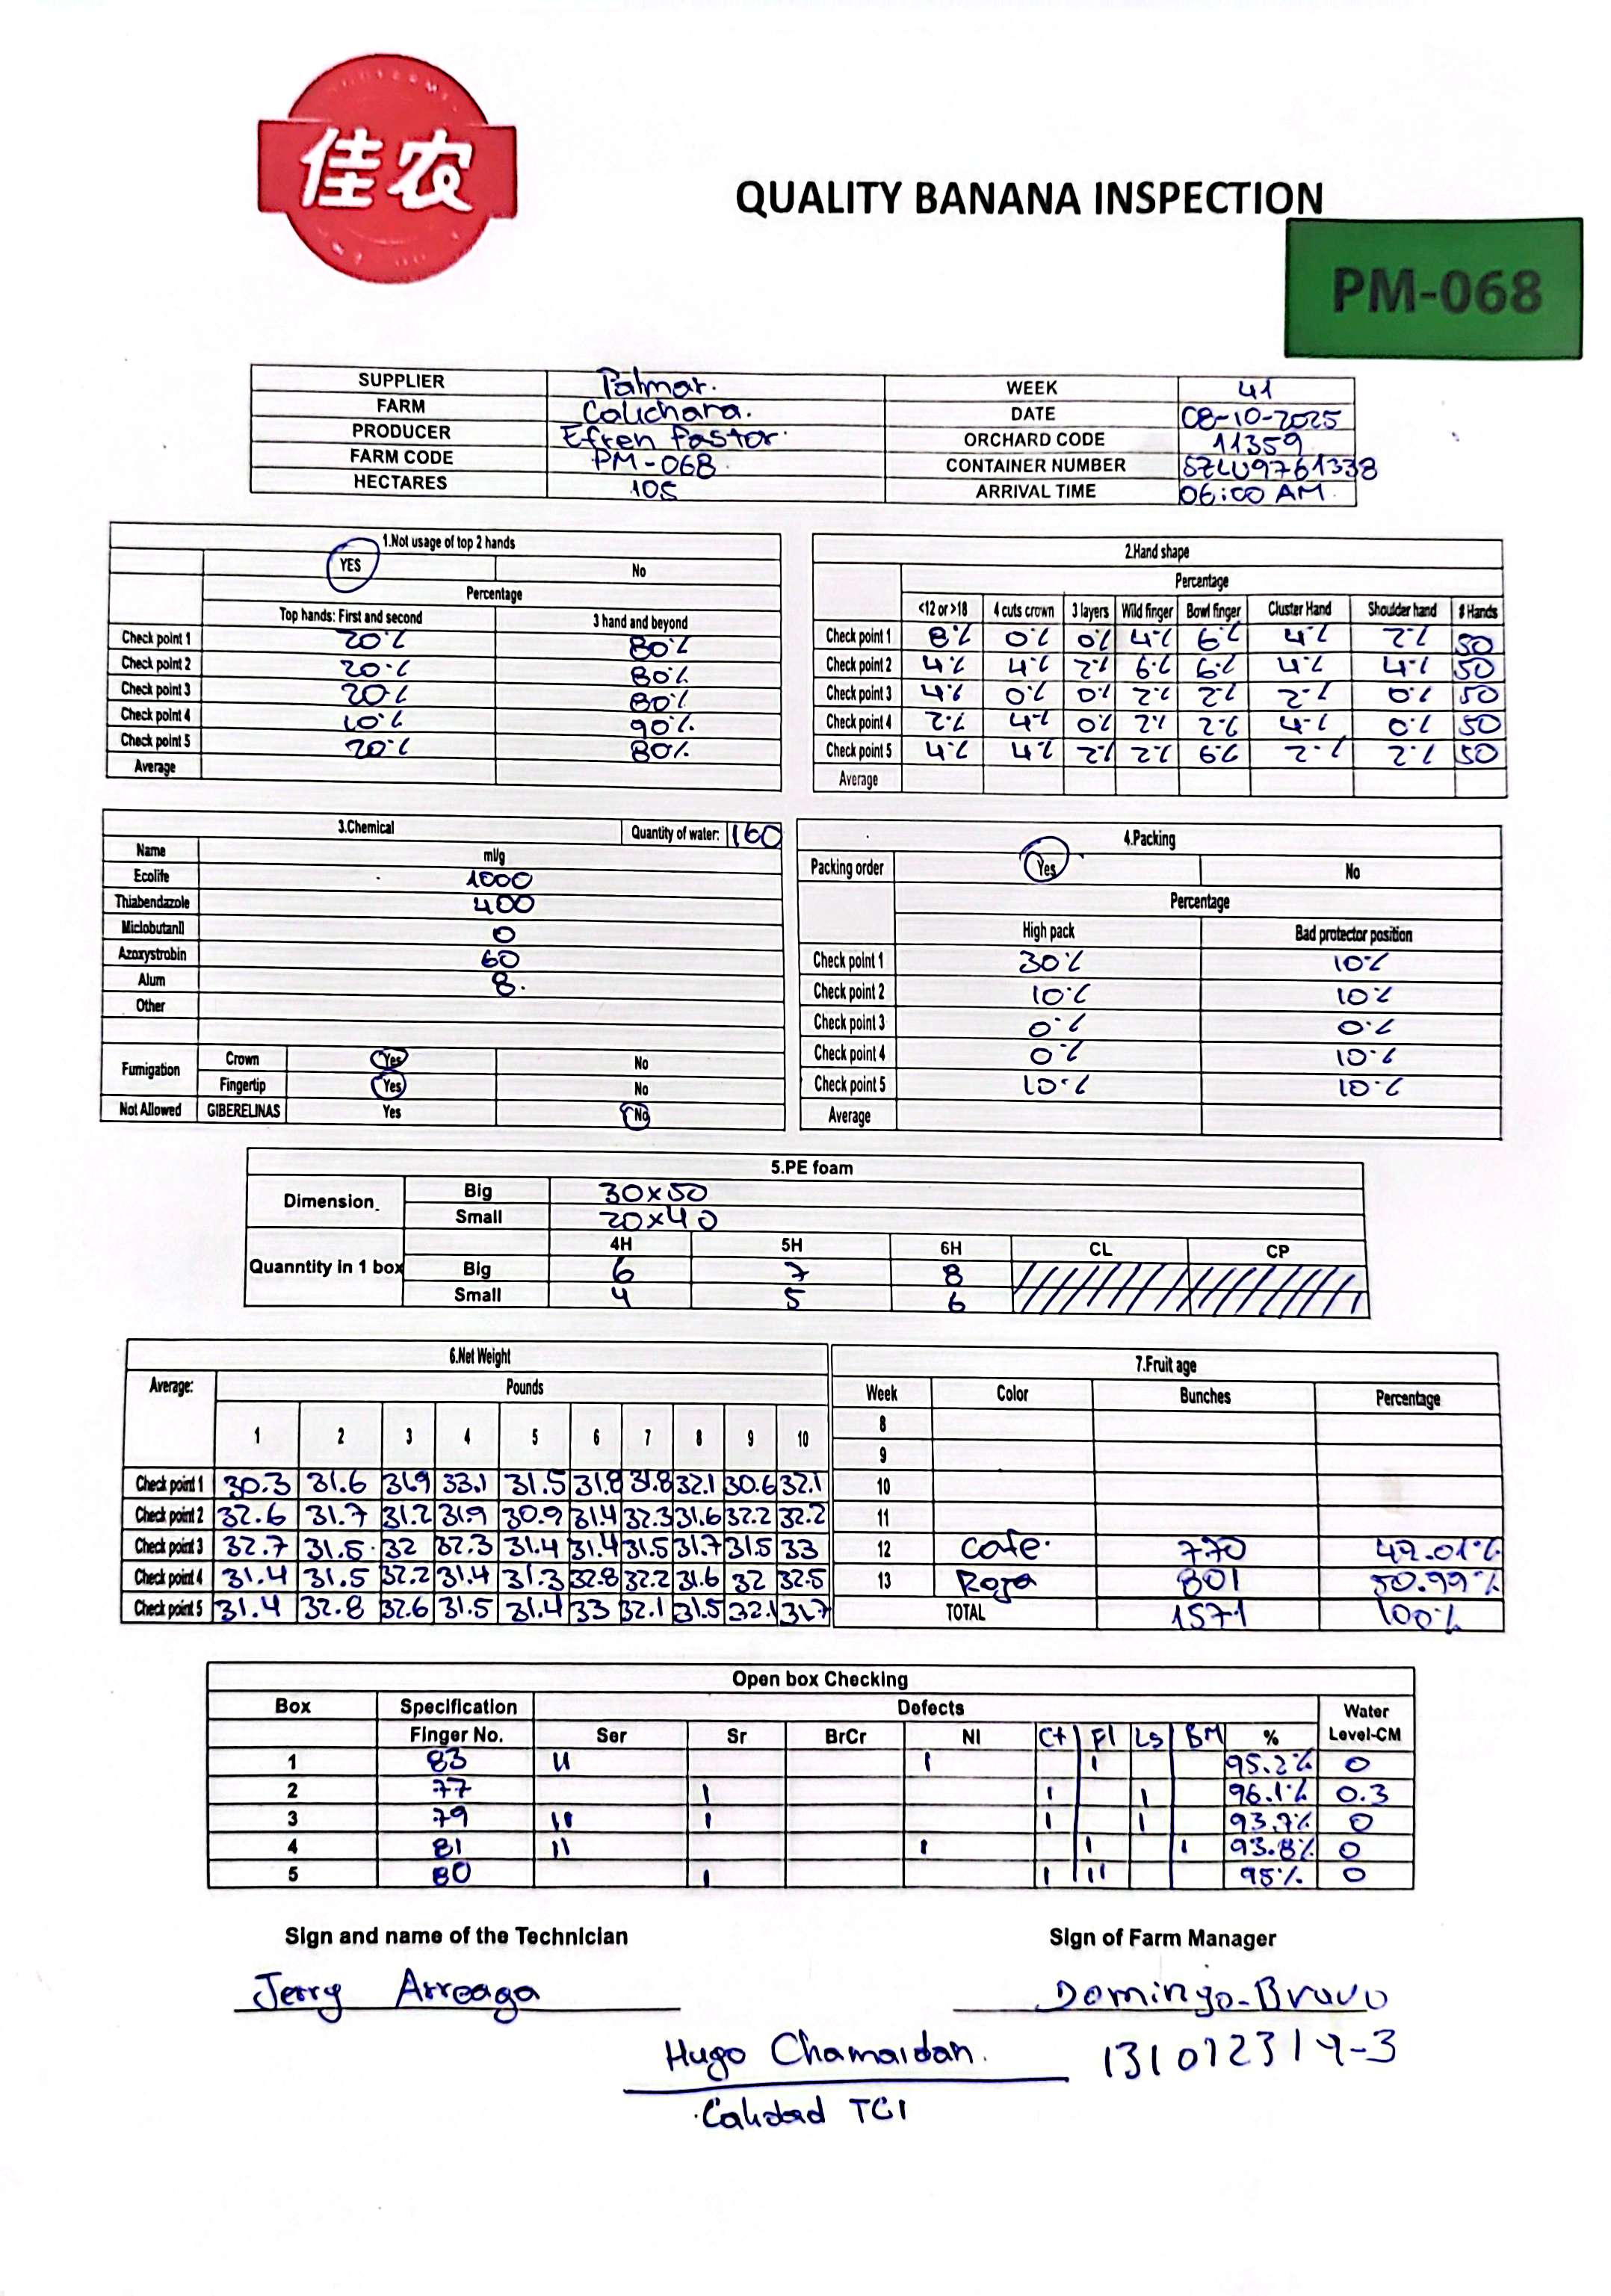 佳农
QUALITY BANANA INSPECTION
PM-068
SUPPLIER Palmar. WEEK 41
FARM Calichara. DATE 08-10-2025
PRODUCER Efren Pastor. ORCHARD CODE 11359
FARM CODE PM-068 CONTAINER NUMBER SZLU9761338
HECTARES 105 ARRIVAL TIME 06:00 AM
1.Not usage of top 2 hands
YES No
Percentage
Top hands: First and second 3 hand and beyond
Check point 1 20% 80%
Check point 2 20% 80%
Check point 3 20% 80%
Check point 4 10% 90%
Check point 5 20% 80%
Average
2.Hand shape
Percentage
<12 or >18 4 cuts crown 3 layers Wild finger Bowl finger Cluster Hand Shoulder hand # Hands
Check point 1 8% 0% 0% 4% 6% 4% 2% 50
Check point 2 4% 4% 2% 6% 6% 4% 4% 50
Check point 3 4% 0% 0% 2% 2% 2% 0% 50
Check point 4 2% 4% 0% 2% 2% 4% 0% 50
Check point 5 4% 4% 2% 2% 6% 2% 2% 50
Average
3.Chemical Quantity of water: 160
Name ml/g
Ecolife 1000
Thiabendazole 400
Miclobutanil 0
Azoxystrobin 60
Alum 8.
Other
Fumigation Crown Yes No
Fingertip Yes No
Not Allowed GIBERELINAS Yes No
4.Packing
Packing order Yes No
Percentage
High pack Bad protector position
Check point 1 30% 10%
Check point 2 10% 10%
Check point 3 0% 0%
Check point 4 0% 10%
Check point 5 10% 10%
Average
5.PE foam
Dimension. Big 30x50
Small 20x40
4H 5H 6H CL CP
Quanntity in 1 box Big 6 7 8
Small 4 5 6
6.Net Weight
Average: Pounds
1 2 3 4 5 6 7 8 9 10
Check point 1 30.3 31.6 31.9 33.1 31.5 31.8 31.8 32.1 30.6 32.1
Check point 2 32.6 31.7 31.2 31.9 30.9 31.4 32.3 31.6 32.2 32.2
Check point 3 32.7 31.5 32 32.3 31.4 31.4 31.5 31.7 31.5 33
Check point 4 31.4 31.5 32.2 31.4 31.3 32.8 32.2 31.6 32 32.5
Check point 5 31.4 32.8 32.6 31.5 31.4 33 32.1 31.5 32.1 31.7
7.Fruit age
Week Color Bunches Percentage
8
9
10
11
12 Cafe. 770 49.01%
13 Roja 801 50.99%
TOTAL 1571 100%
Open box Checking
Box Specification Defects Water
Finger No. Ser Sr BrCr NI Ct Fl Ls BM % Level-CM
1 83 II I I 95.2% 0
2 77 I I I 96.1% 0.3
3 79 II I I I 93.7% 0
4 81 II I I I 93.8% 0
5 80 I I II 95% 0
Sign and name of the Technician Sign of Farm Manager
Jerry Arreaga Domingo-Bravo
Hugo Chamaidan. 131012314-3
Calidad TCI